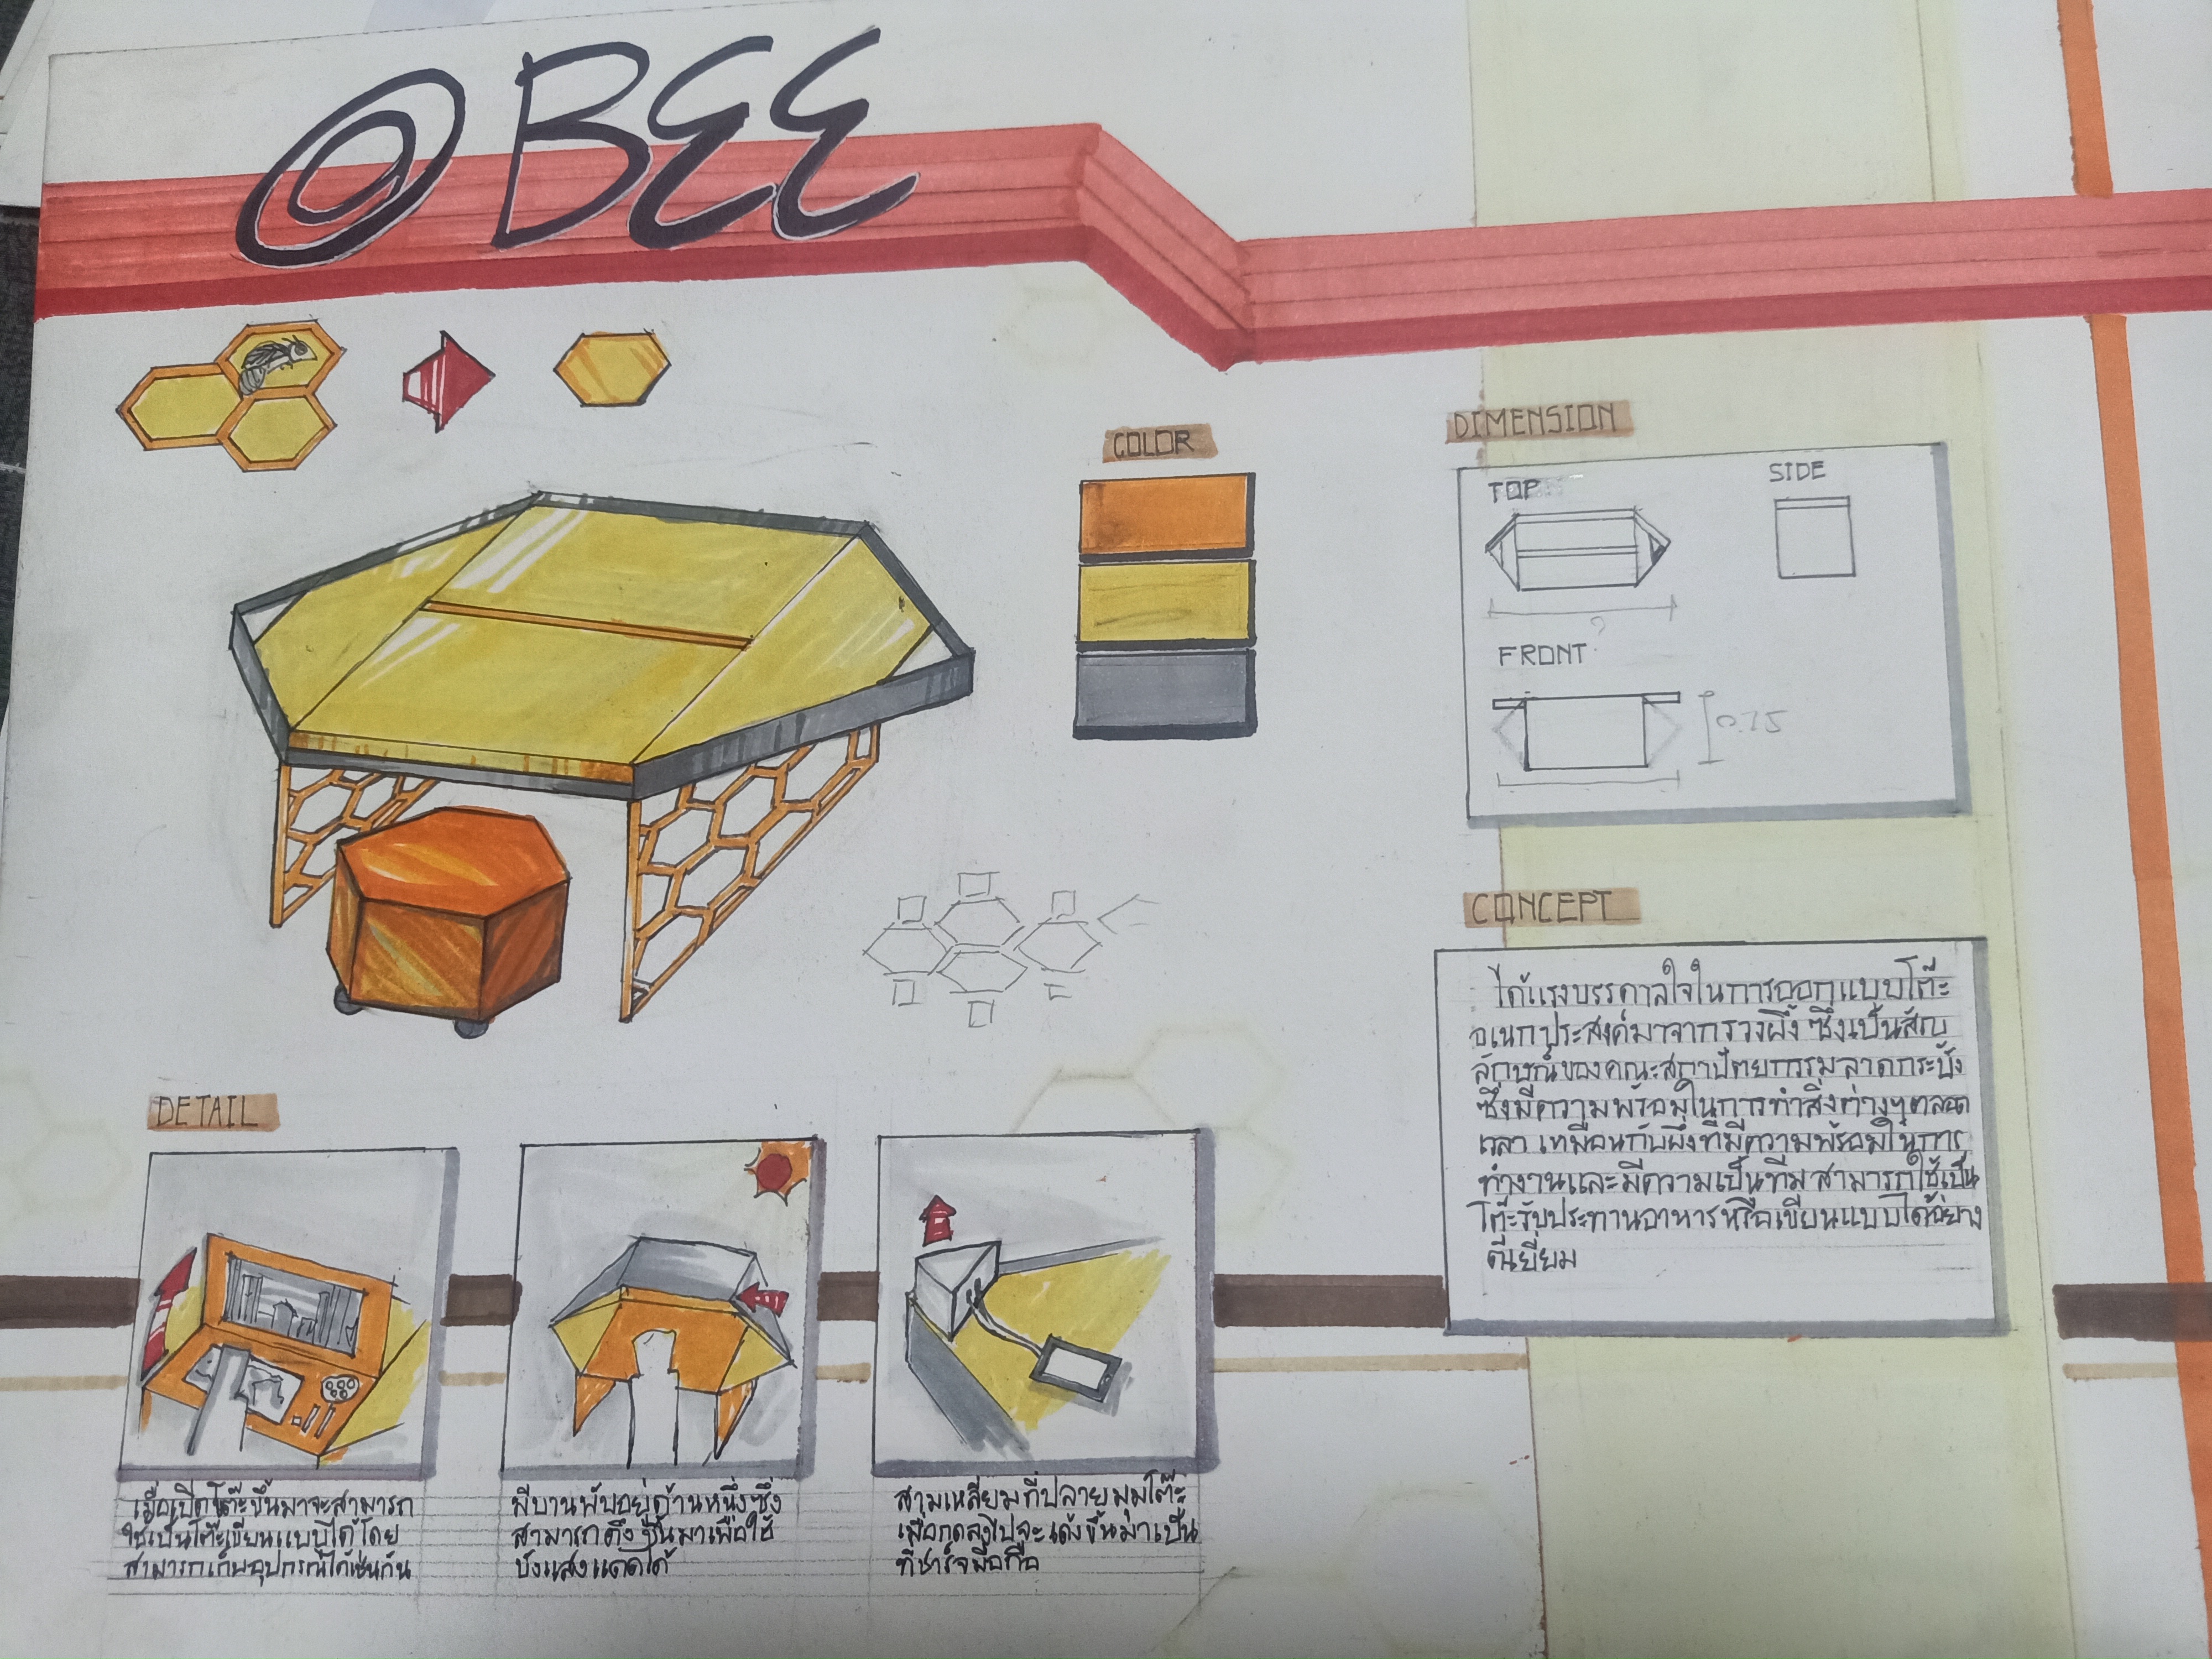 @BEE
COLOR
DIMENSION
TOP
SIDE
FRONT
?
0.75
CONCEPT
ได้แรงบรรดาลใจในการออกแบบโต๊ะ
อเนกประสงค์มาจากรวงผึ้ง ซึ่งเป็นสัญ
ลักษณ์ของคณะสถาปัตยกรรมลาดกระบัง
ซึ่งมีความพร้อมในการทำสิ่งต่างๆตลอด
เวลา เหมือนกับผึ้งที่มีความพร้อมในการ
ทำงานและมีความเป็นทีม สามารถใช้เป็น
โต๊ะรับประทานอาหารหรือเขียนแบบได้อย่าง
ดีเยี่ยม
DETAIL
เมื่อเปิดโต๊ะขึ้นมาจะสามารถ
ใช้เป็นโต๊ะเขียนแบบได้ โดย
สามารถเก็บอุปกรณ์ได้เช่นกัน
มีบานพับอยู่ด้านหนึ่งซึ่ง
สามารถดึงขึ้นมาเพื่อใช้
บังแสงแดดได้
สามเหลี่ยมที่ปลายมุมโต๊ะ
เมื่อกดลงไปจะเด้งขึ้นมาเป็น
ที่ชาร์จมือถือ